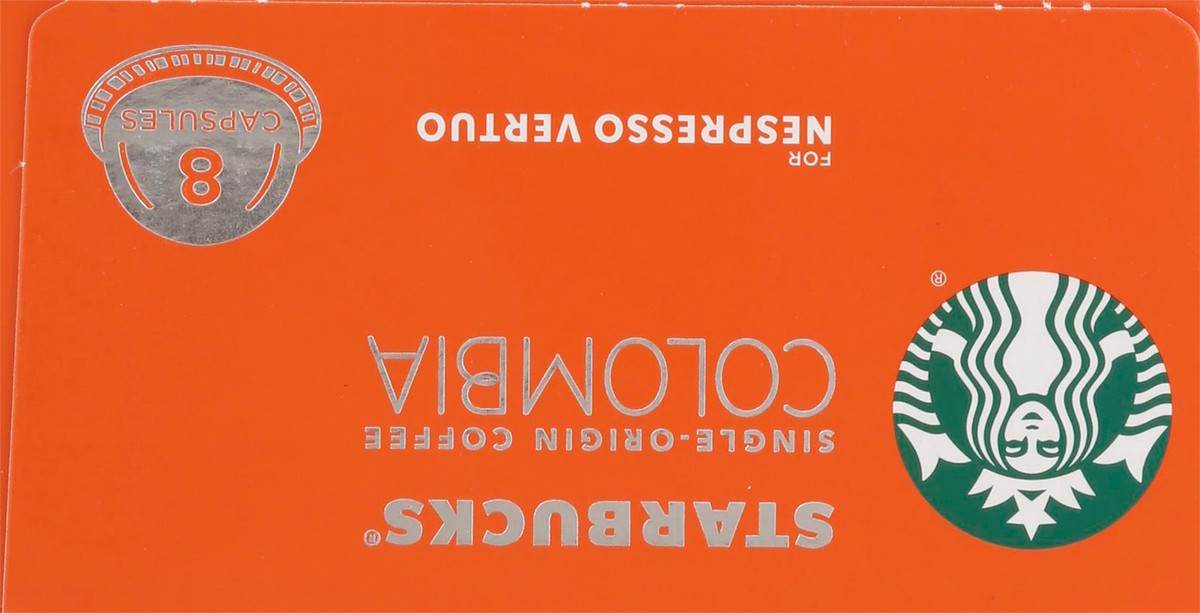 STARBUCKS®
SINGLE-ORIGIN COFFEE
COLOMBIA
®
FOR
NESPRESSO VERTUO
8
CAPSULES